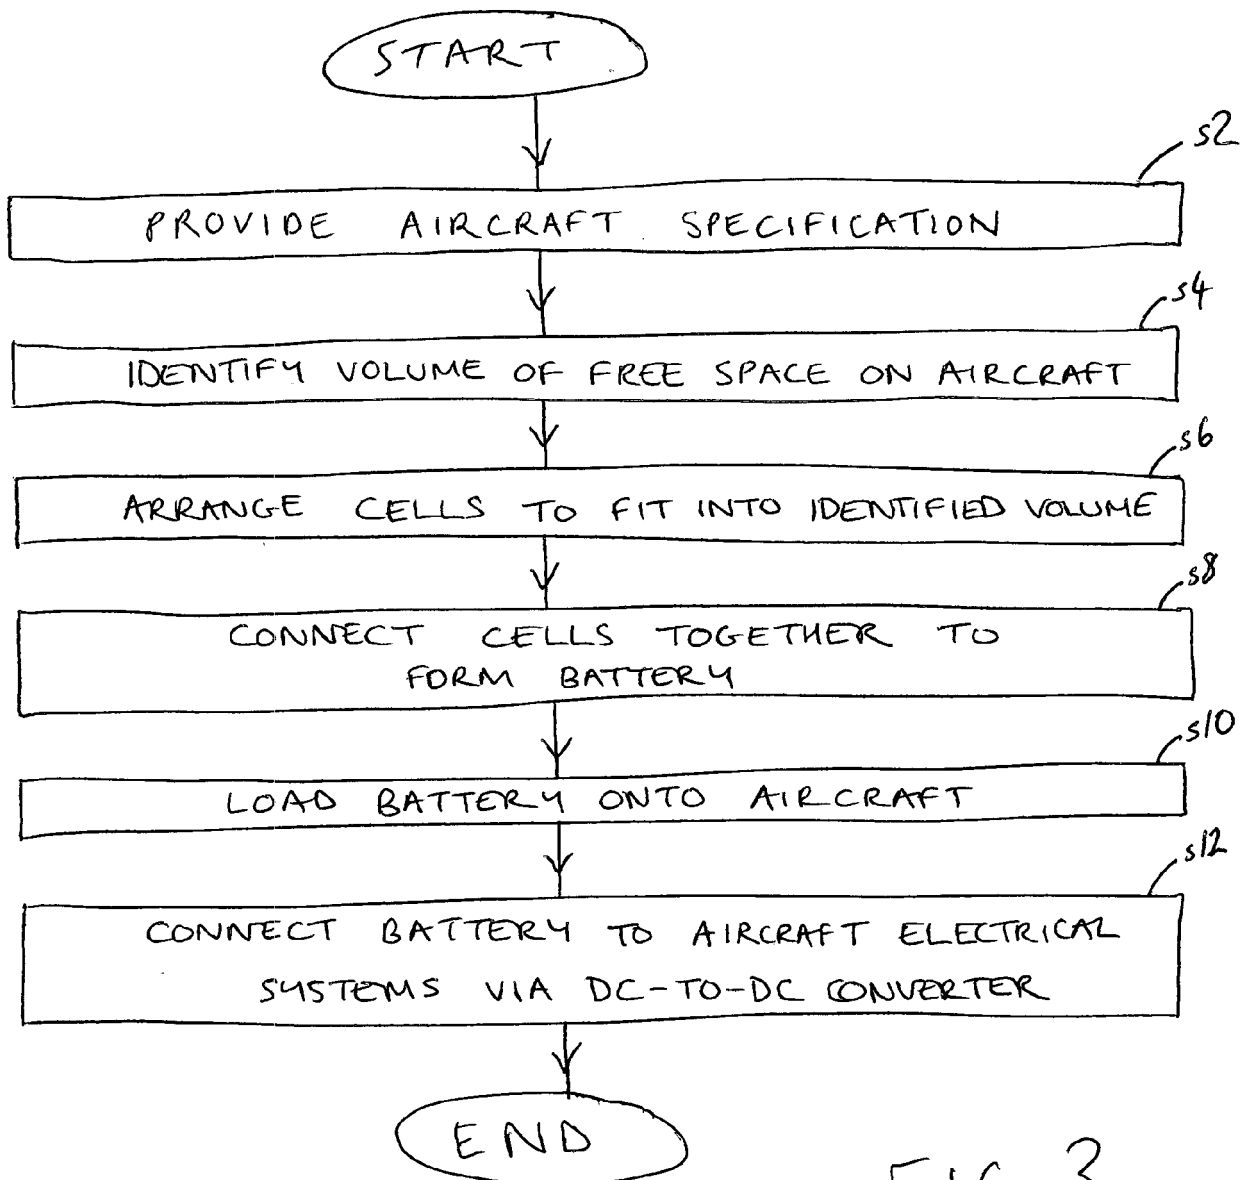 START
s2
PROVIDE AIRCRAFT SPECIFICATION
s4
IDENTIFY VOLUME OF FREE SPACE ON AIRCRAFT
s6
ARRANGE CELLS TO FIT INTO IDENTIFIED VOLUME
s8
CONNECT CELLS TOGETHER TO
FORM BATTERY
s10
LOAD BATTERY ONTO AIRCRAFT
s12
CONNECT BATTERY TO AIRCRAFT ELECTRICAL
SYSTEMS VIA DC-TO-DC CONVERTER
END